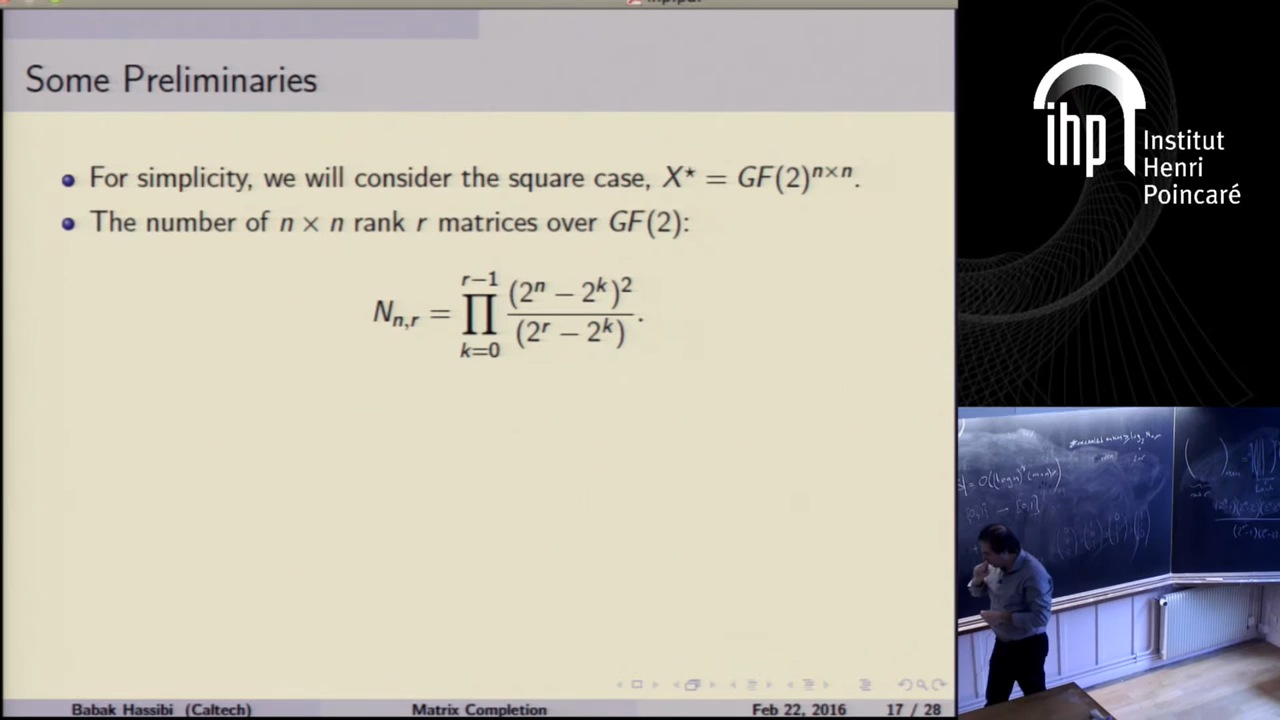 Some Preliminaries
For simplicity, we will consider the square case, X⋆ = GF(2)^{n×n}.
The number of n × n rank r matrices over GF(2):
N_{n,r} = ∏_{k=0}^{r−1} (2^n − 2^k)^2 / (2^r − 2^k).
Babak Hassibi (Caltech) Matrix Completion Feb 22, 2016 17 / 28
ihp Institut
Henri
Poincaré